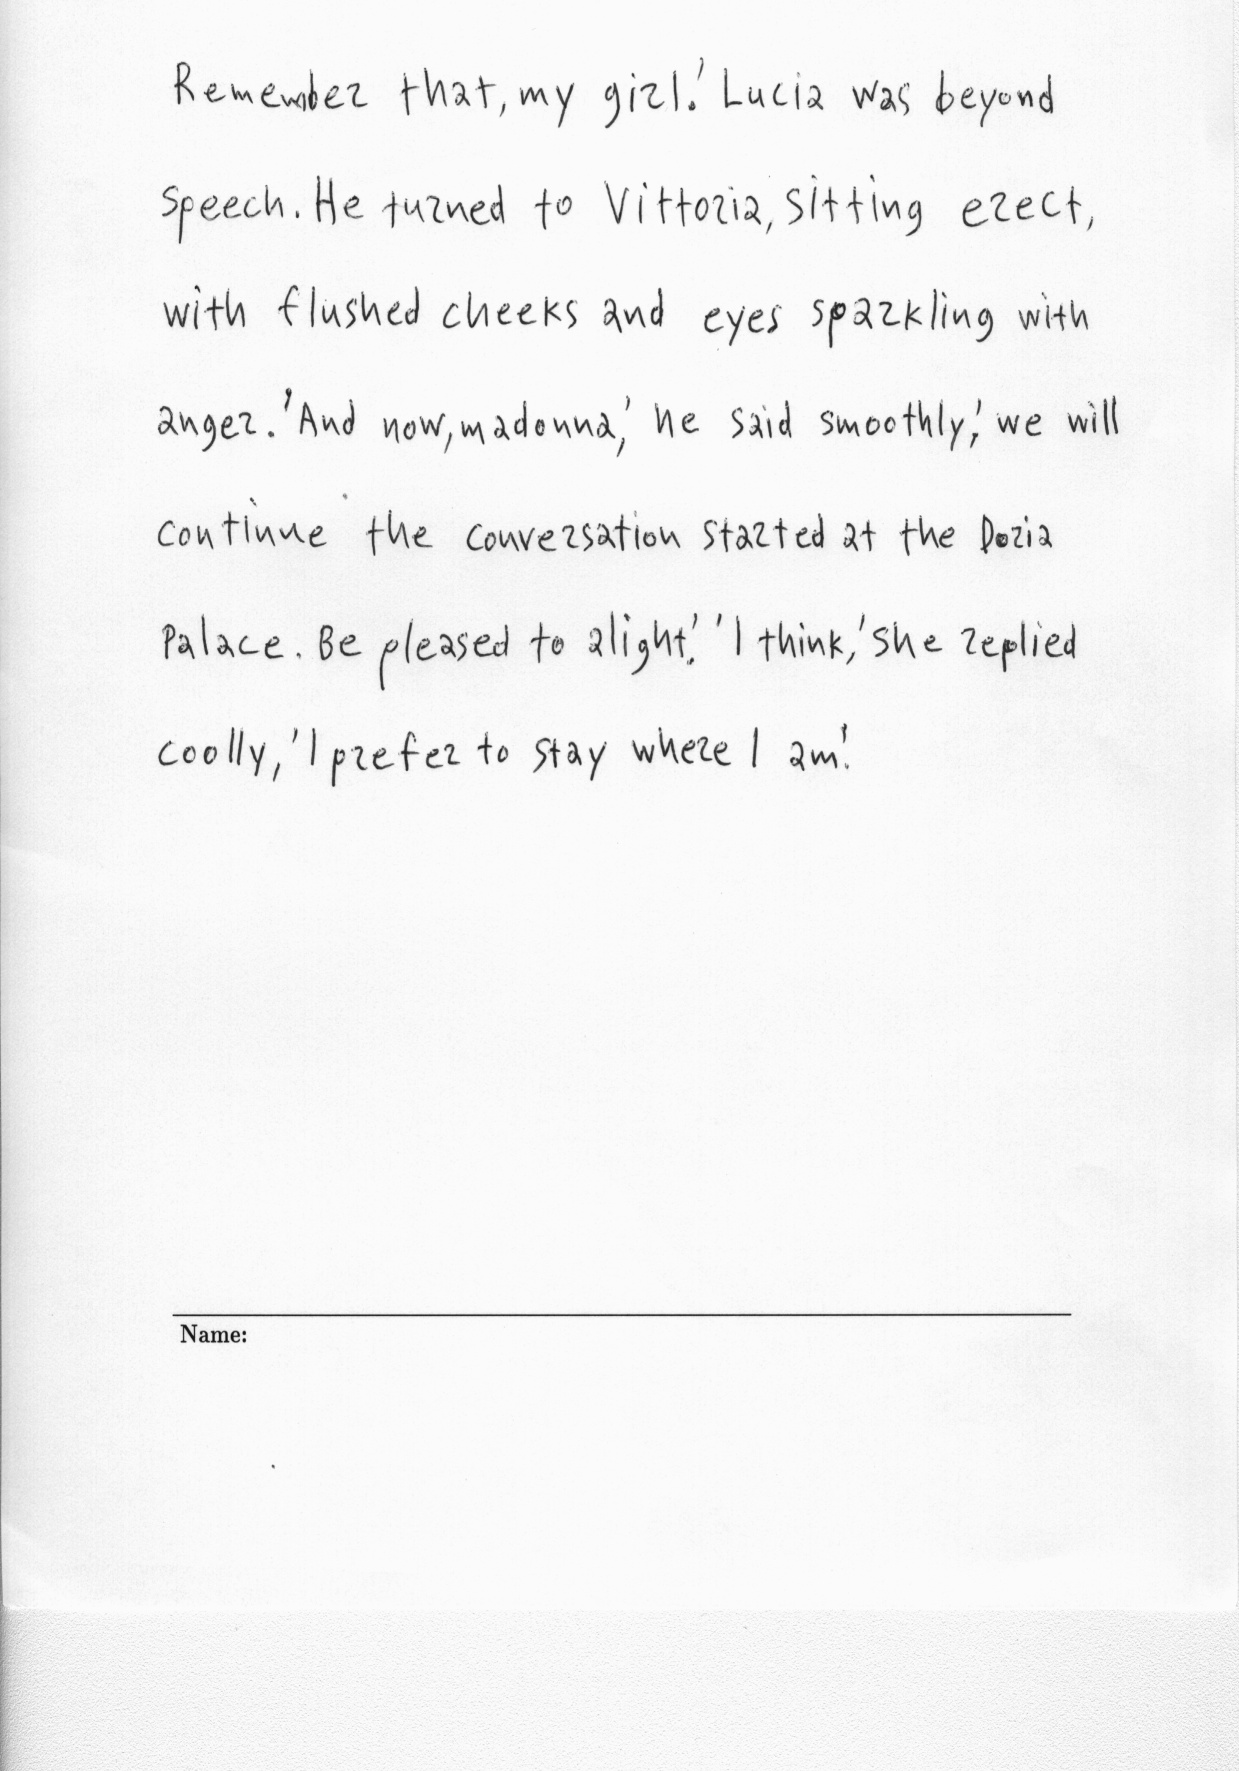 Remember that, my girl.' Lucia was beyond
speech. He turned to Vittoria, sitting erect,
with flushed cheeks and eyes sparkling with
anger. 'And now, madonna,' he said smoothly,' we will
continue the conversation started at the Doria
Palace. Be pleased to alight.' 'I think,' she replied
coolly, 'I prefer to stay where I am.'
Name: